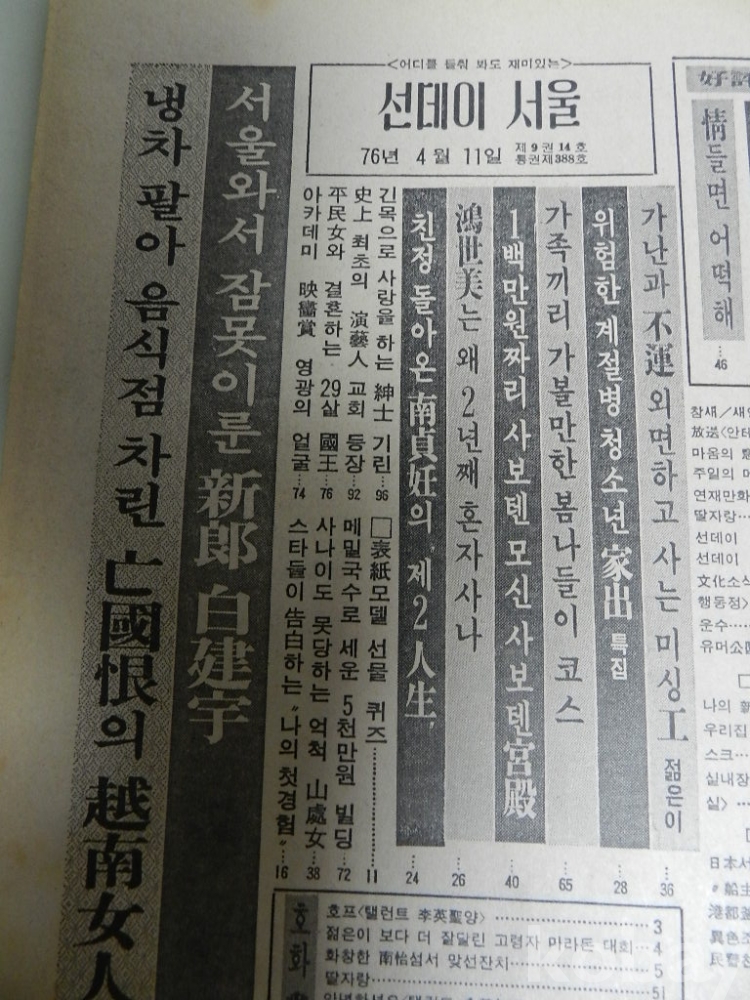 <어디를 들춰 봐도 재미있는>
선데이 서울
76년 4월 11일
제9권 14호
통권제388호
好評
情들면 어떡해
46
가난과 不運 외면하고 사는 미싱工 젊은이 36
위험한 계절병 청소년 家出 특집 28
가족끼리 가볼만한 봄나들이 코스 65
1백만원짜리 사보텐 모신 사보텐宮殿 40
鴻世美는 왜 2년째 혼자사나 26
친정 돌아온 南貞妊의 제2人生 24
긴목으로 사랑을 하는 紳士 기린 96
史上 최초의 演藝人 교회 등장 92
平民女와 결혼하는 29살 國王 76
아카데미 映畵賞 영광의 얼굴 74
□表紙모델 선물 퀴즈 11
메밀국수로 세운 5천만원 빌딩 72
사나이도 못당하는 억척 山處女 38
스타들이 告白하는 "나의 첫경험" 16
서울와서 잠못이룬 新郞 白建宇
냉차 팔아 음식점 차린 亡國恨의 越南女人
참새/새
放送<안테
마음의
주일의
연재만화
딸자랑
선데이
선데이
文化소식
행동정>
운수
유머公
나의
우리집
스크
실내장
실>
日本서
船主
港都
異色
民
호화
호프<탤런트 李英聖양> 3
젊은이 보다 더 잘달린 고령자 마라톤 대회 4
화창한 南怡섬서 맞선잔치 5
딸자랑 51